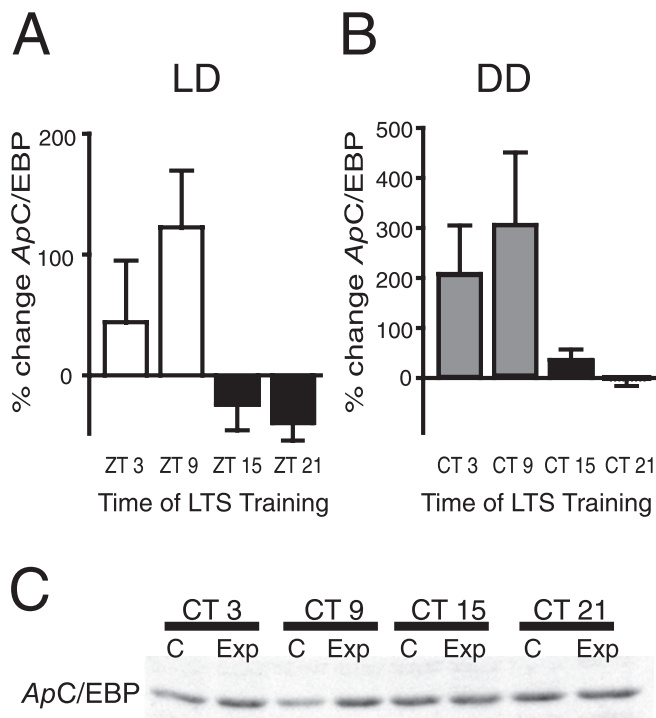 A
LD
% change ApC/EBP
200
100
0
ZT 3 ZT 9 ZT 15 ZT 21
Time of LTS Training
B
DD
% change ApC/EBP
500
400
300
200
100
0
CT 3 CT 9 CT 15 CT 21
Time of LTS Training
C
CT 3 CT 9 CT 15 CT 21
C Exp C Exp C Exp C Exp
ApC/EBP